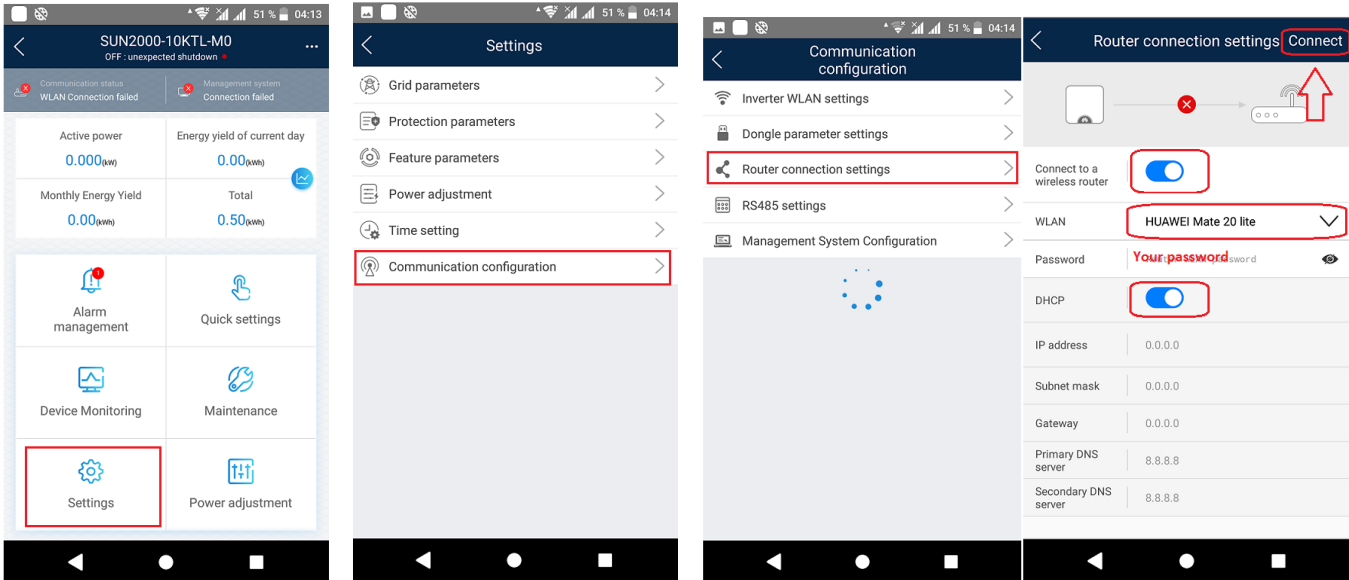 51 % 04:13
SUN2000-10KTL-M0
OFF : unexpected shutdown
Communication status
WLAN Connection failed
Management system
Connection failed
Active power
0.000(kW)
Energy yield of current day
0.00(kWh)
Monthly Energy Yield
0.00(kWh)
Total
0.50(kWh)
1
Alarm
management
Quick settings
Device Monitoring
Maintenance
Settings
Power adjustment
51 % 04:14
Settings
Grid parameters
Protection parameters
Feature parameters
Power adjustment
Time setting
Communication configuration
51 % 04:14
Communication
configuration
Inverter WLAN settings
Dongle parameter settings
Router connection settings
RS485 settings
Management System Configuration
Router connection settings Connect
Connect to a
wireless router
WLAN
HUAWEI Mate 20 lite
Password
Your password
password
DHCP
IP address
0.0.0.0
Subnet mask
0.0.0.0
Gateway
0.0.0.0
Primary DNS
server
8.8.8.8
Secondary DNS
server
8.8.8.8